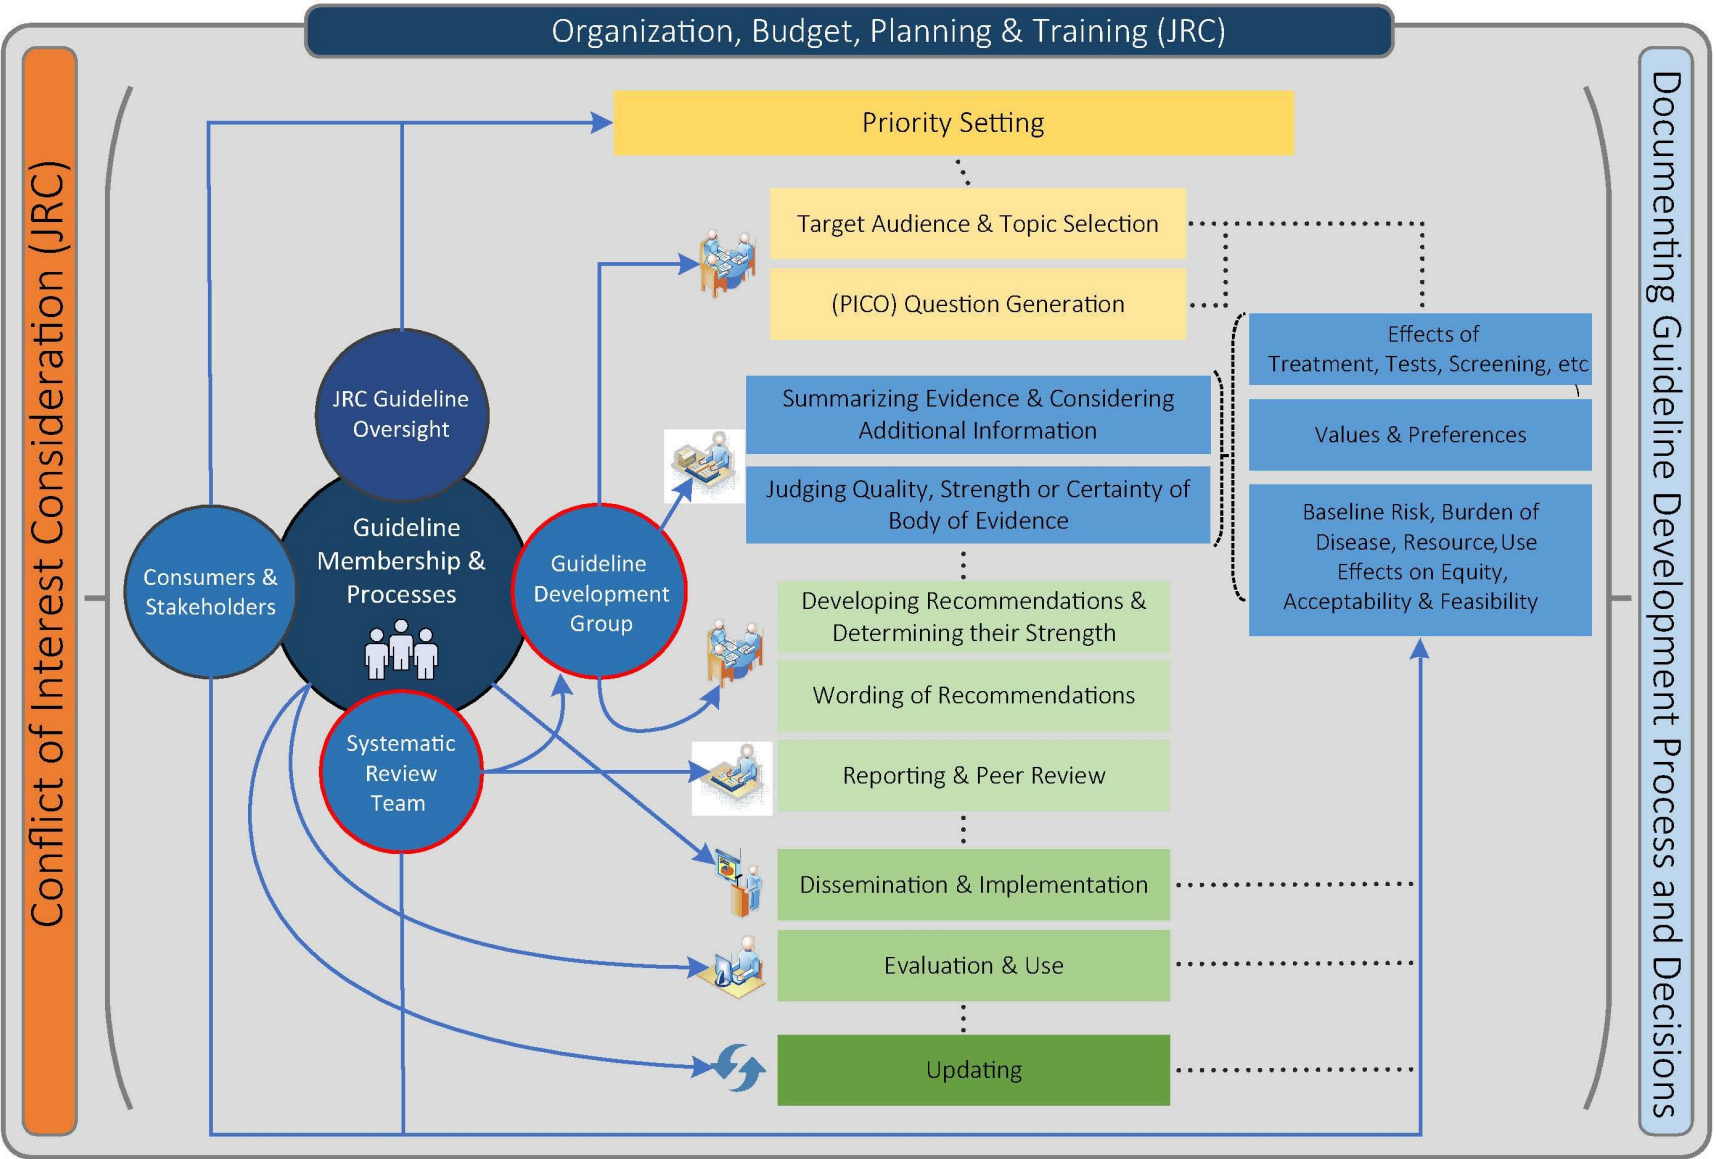 Organization, Budget, Planning & Training (JRC)
Conflict of Interest Consideration (JRC)
Priority Setting
Target Audience & Topic Selection
(PICO) Question Generation
Effects of
Treatment, Tests, Screening, etc
Values & Preferences
Baseline Risk, Burden of
Disease, Resource,Use
Effects on Equity,
Acceptability & Feasibility
Summarizing Evidence & Considering
Additional Information
Judging Quality, Strength or Certainty of
Body of Evidence
JRC Guideline
Oversight
Guideline
Membership &
Processes
Consumers &
Stakeholders
Guideline
Development
Group
Systematic
Review
Team
Developing Recommendations &
Determining their Strength
Wording of Recommendations
Reporting & Peer Review
Dissemination & Implementation
Evaluation & Use
Updating
Documenting Guideline Development Process and Decisions